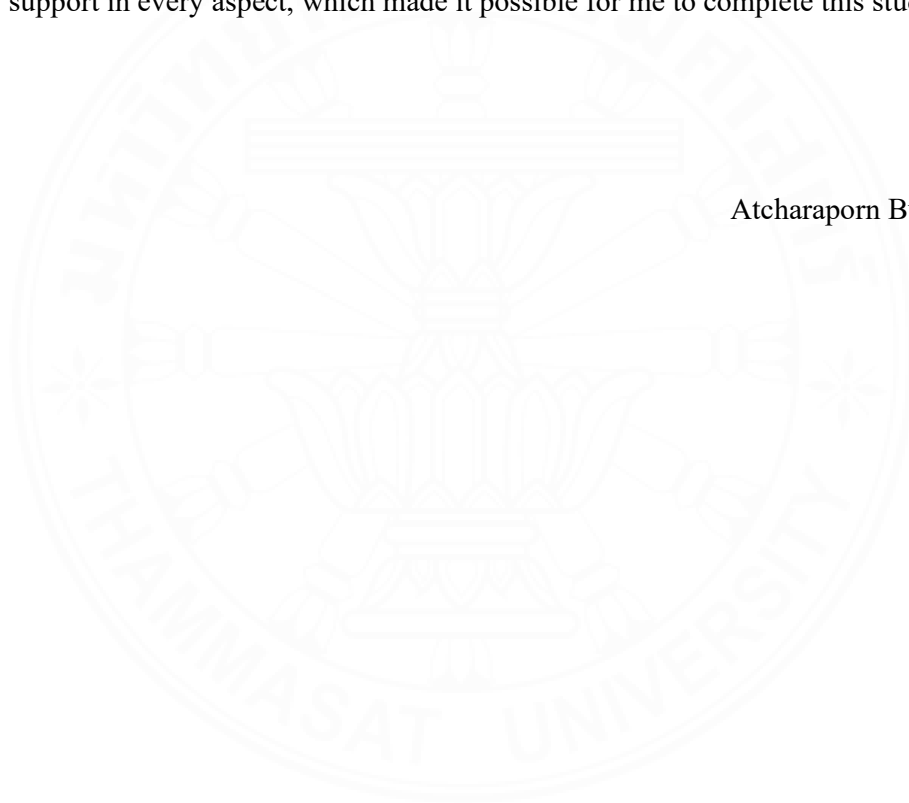 support in every aspect, which made it possible for me to complete this stu
Atcharaporn B
THAMMASAT UNIVERSITY